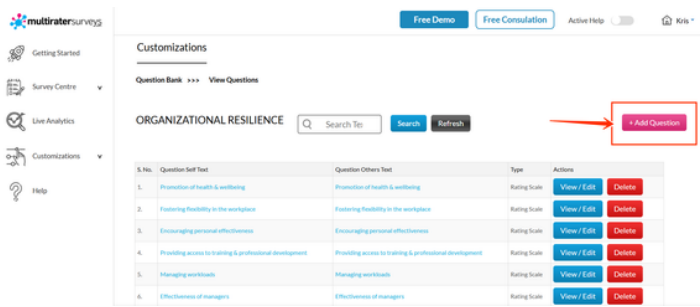 multiratersurveys
Free Demo
Free Consulation
Active Help
Kris
Getting Started
Survey Centre
Live Analytics
Customizations
Help
Customizations
Question Bank >>> View Questions
ORGANIZATIONAL RESILIENCE
Search Te
Search
Refresh
+ Add Question
S. No. Question Self Text Question Others Text Type Actions
1. Promotion of health & wellbeing Promotion of health & wellbeing Rating Scale View / Edit Delete
2. Fostering flexibility in the workplace Fostering flexibility in the workplace Rating Scale View / Edit Delete
3. Encouraging personal effectiveness Encouraging personal effectiveness Rating Scale View / Edit Delete
4. Providing access to training & professional development Providing access to training & professional development Rating Scale View / Edit Delete
5. Managing workloads Managing workloads Rating Scale View / Edit Delete
6. Effectiveness of managers Effectiveness of managers Rating Scale View / Edit Delete